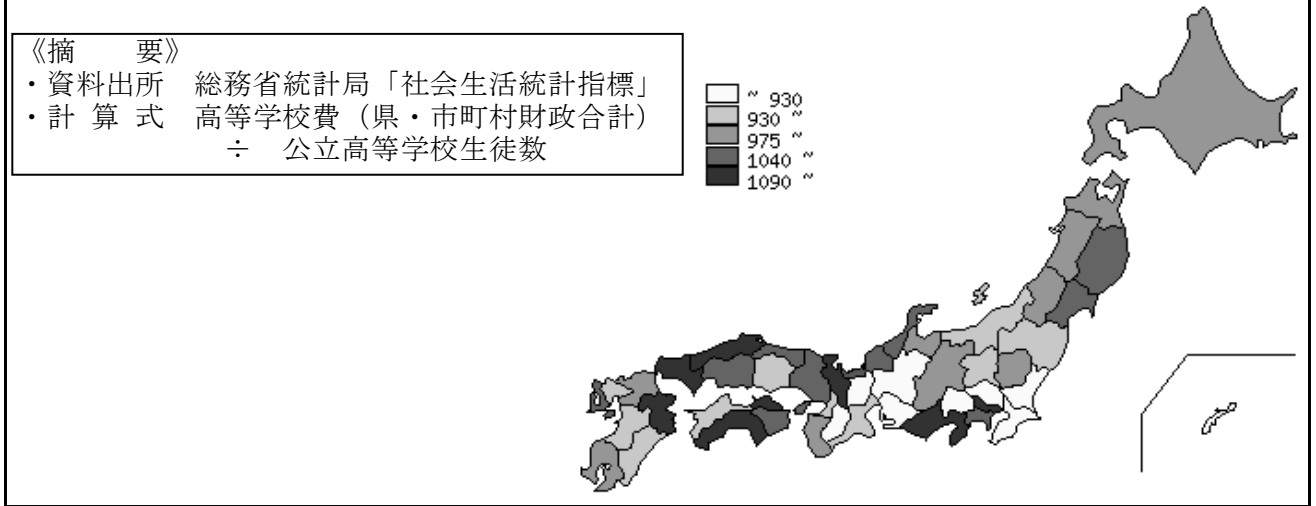 《摘　　要》
・資料出所　総務省統計局「社会生活統計指標」
・計 算 式　高等学校費（県・市町村財政合計）
÷　公立高等学校生徒数
~ 930
930 ~
975 ~
1040 ~
1090 ~